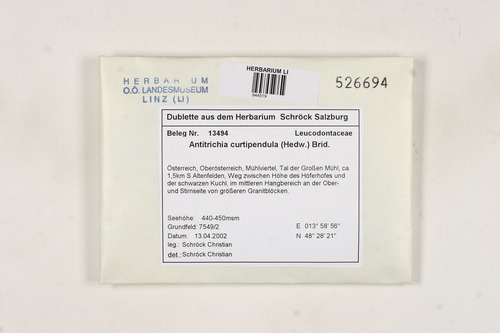 HERBARIUM
O.Ö. LANDESMUSEUM
LINZ (LI)
HERBARIUM LI
526694
Dublette aus dem Herbarium Schröck Salzburg
Beleg Nr. 13494 Leucodontaceae
Antitrichia curtipendula (Hedw.) Brid.
Österreich, Oberösterreich, Mühlviertel, Tal der Großen Mühl, ca.
1,5km S Altenfelden, Weg zwischen Höhe des Höferhofes und
der schwarzen Kuchl, im mittleren Hangbereich an der Ober-
und Stirnseite von größeren Granitblöcken.
Seehöhe: 440-450msm
Grundfeld: 7549/2 E 013° 58' 56"
Datum: 13.04.2002 N 48° 28' 21"
leg.: Schröck Christian
det.: Schröck Christian